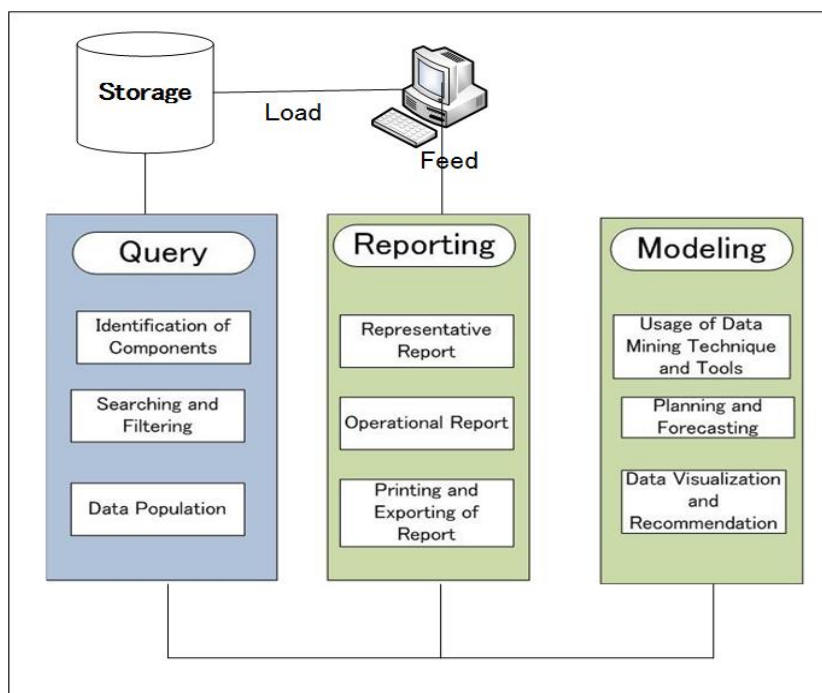 Storage
Load
Feed
Query
Identification of
Components
Searching and
Filtering
Data Population
Reporting
Representative
Report
Operational Report
Printing and
Exporting of
Report
Modeling
Usage of Data
Mining Technique
and Tools
Planning and
Forecasting
Data Visualization
and
Recommendation